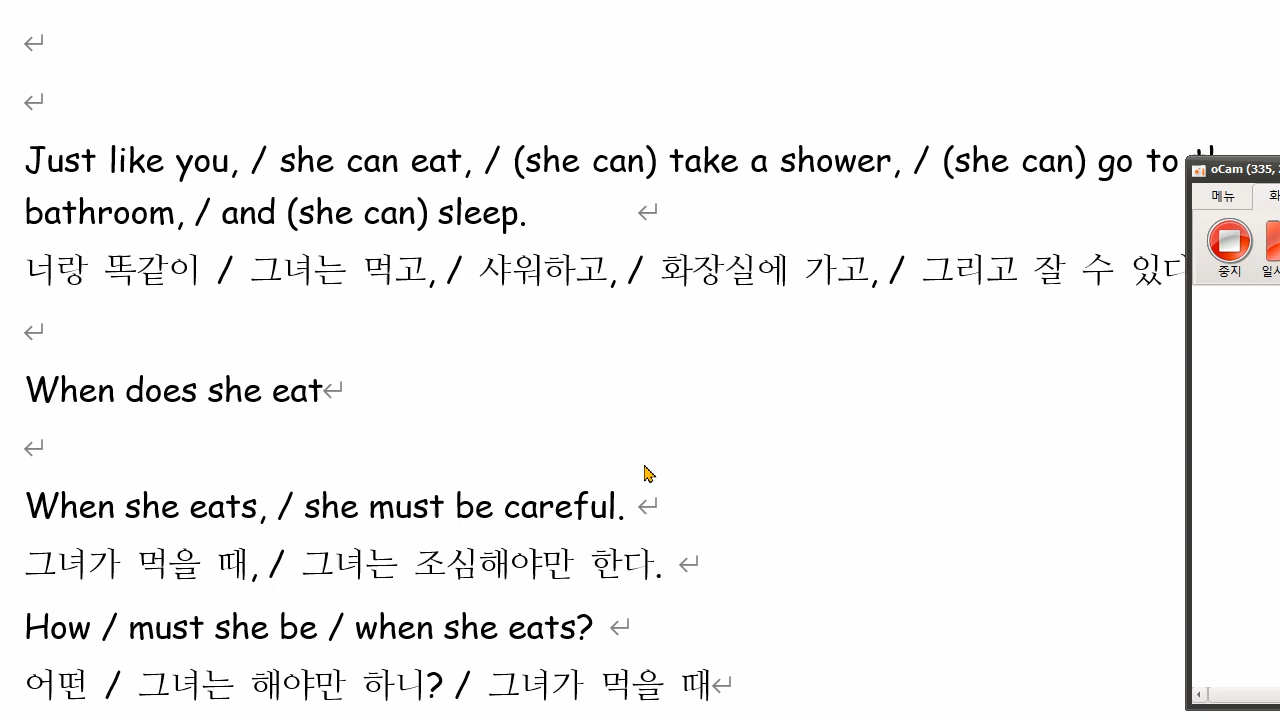 Just like you, / she can eat, / (she can) take a shower, / (she can) go to
bathroom, / and (she can) sleep.
너랑 똑같이 / 그녀는 먹고, / 샤워하고, / 화장실에 가고, / 그리고 잘 수
When does she eat
When she eats, / she must be careful.
그녀가 먹을 때, / 그녀는 조심해야만 한다.
How / must she be / when she eats?
어떤 / 그녀는 해야만 하니? / 그녀가 먹을 때
oCam (335,
메뉴
중지